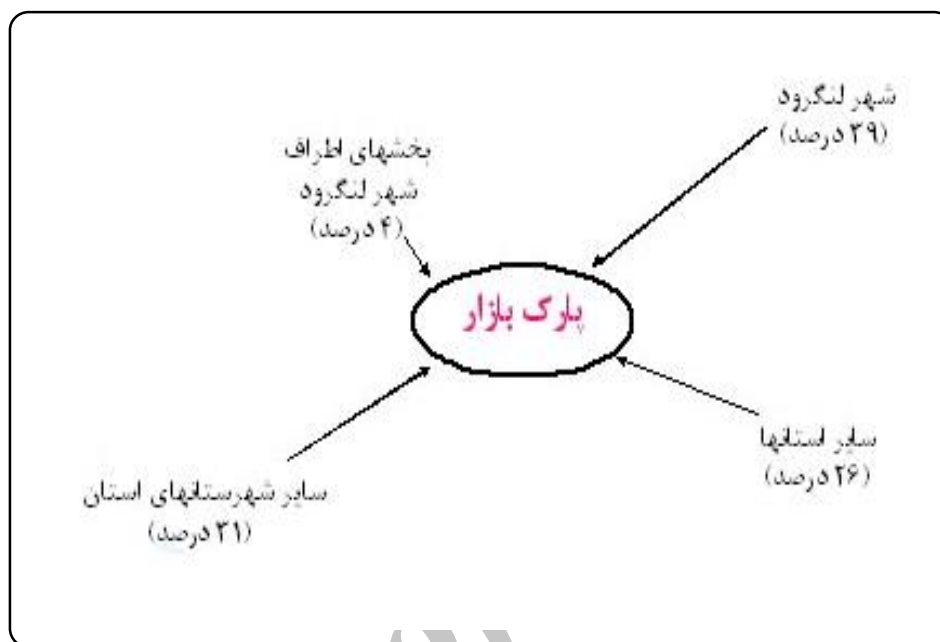 شهر لنگرود
(۳۹ درصد)
بخشهای اطراف
شهر لنگرود
(۴ درصد)
پارک بازار
سایر استانها
(۲۶ درصد)
سایر شهرستانهای استان
(۳۱ درصد)